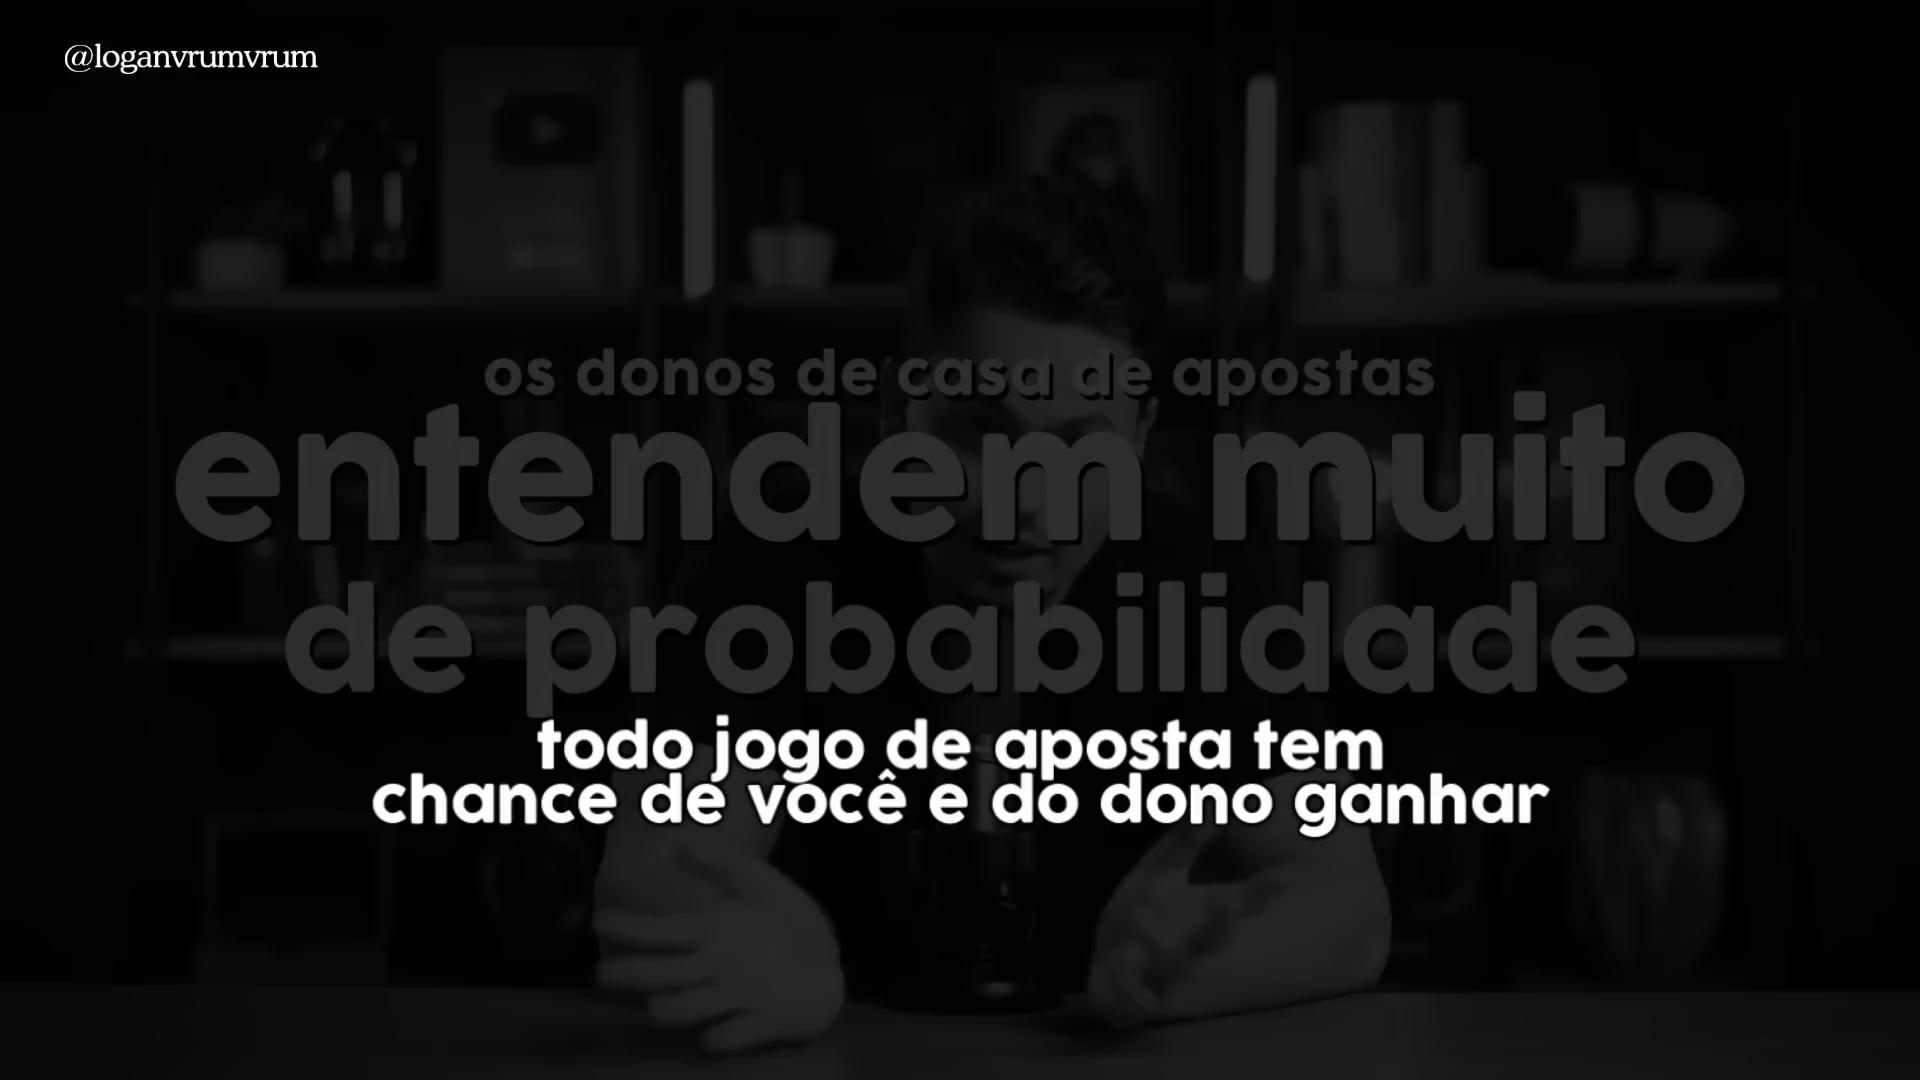 @loganvrumvrum
os donos de casa de apostas
entendem muito
de probabilidade
todo jogo de aposta tem
chance de você e do dono ganhar